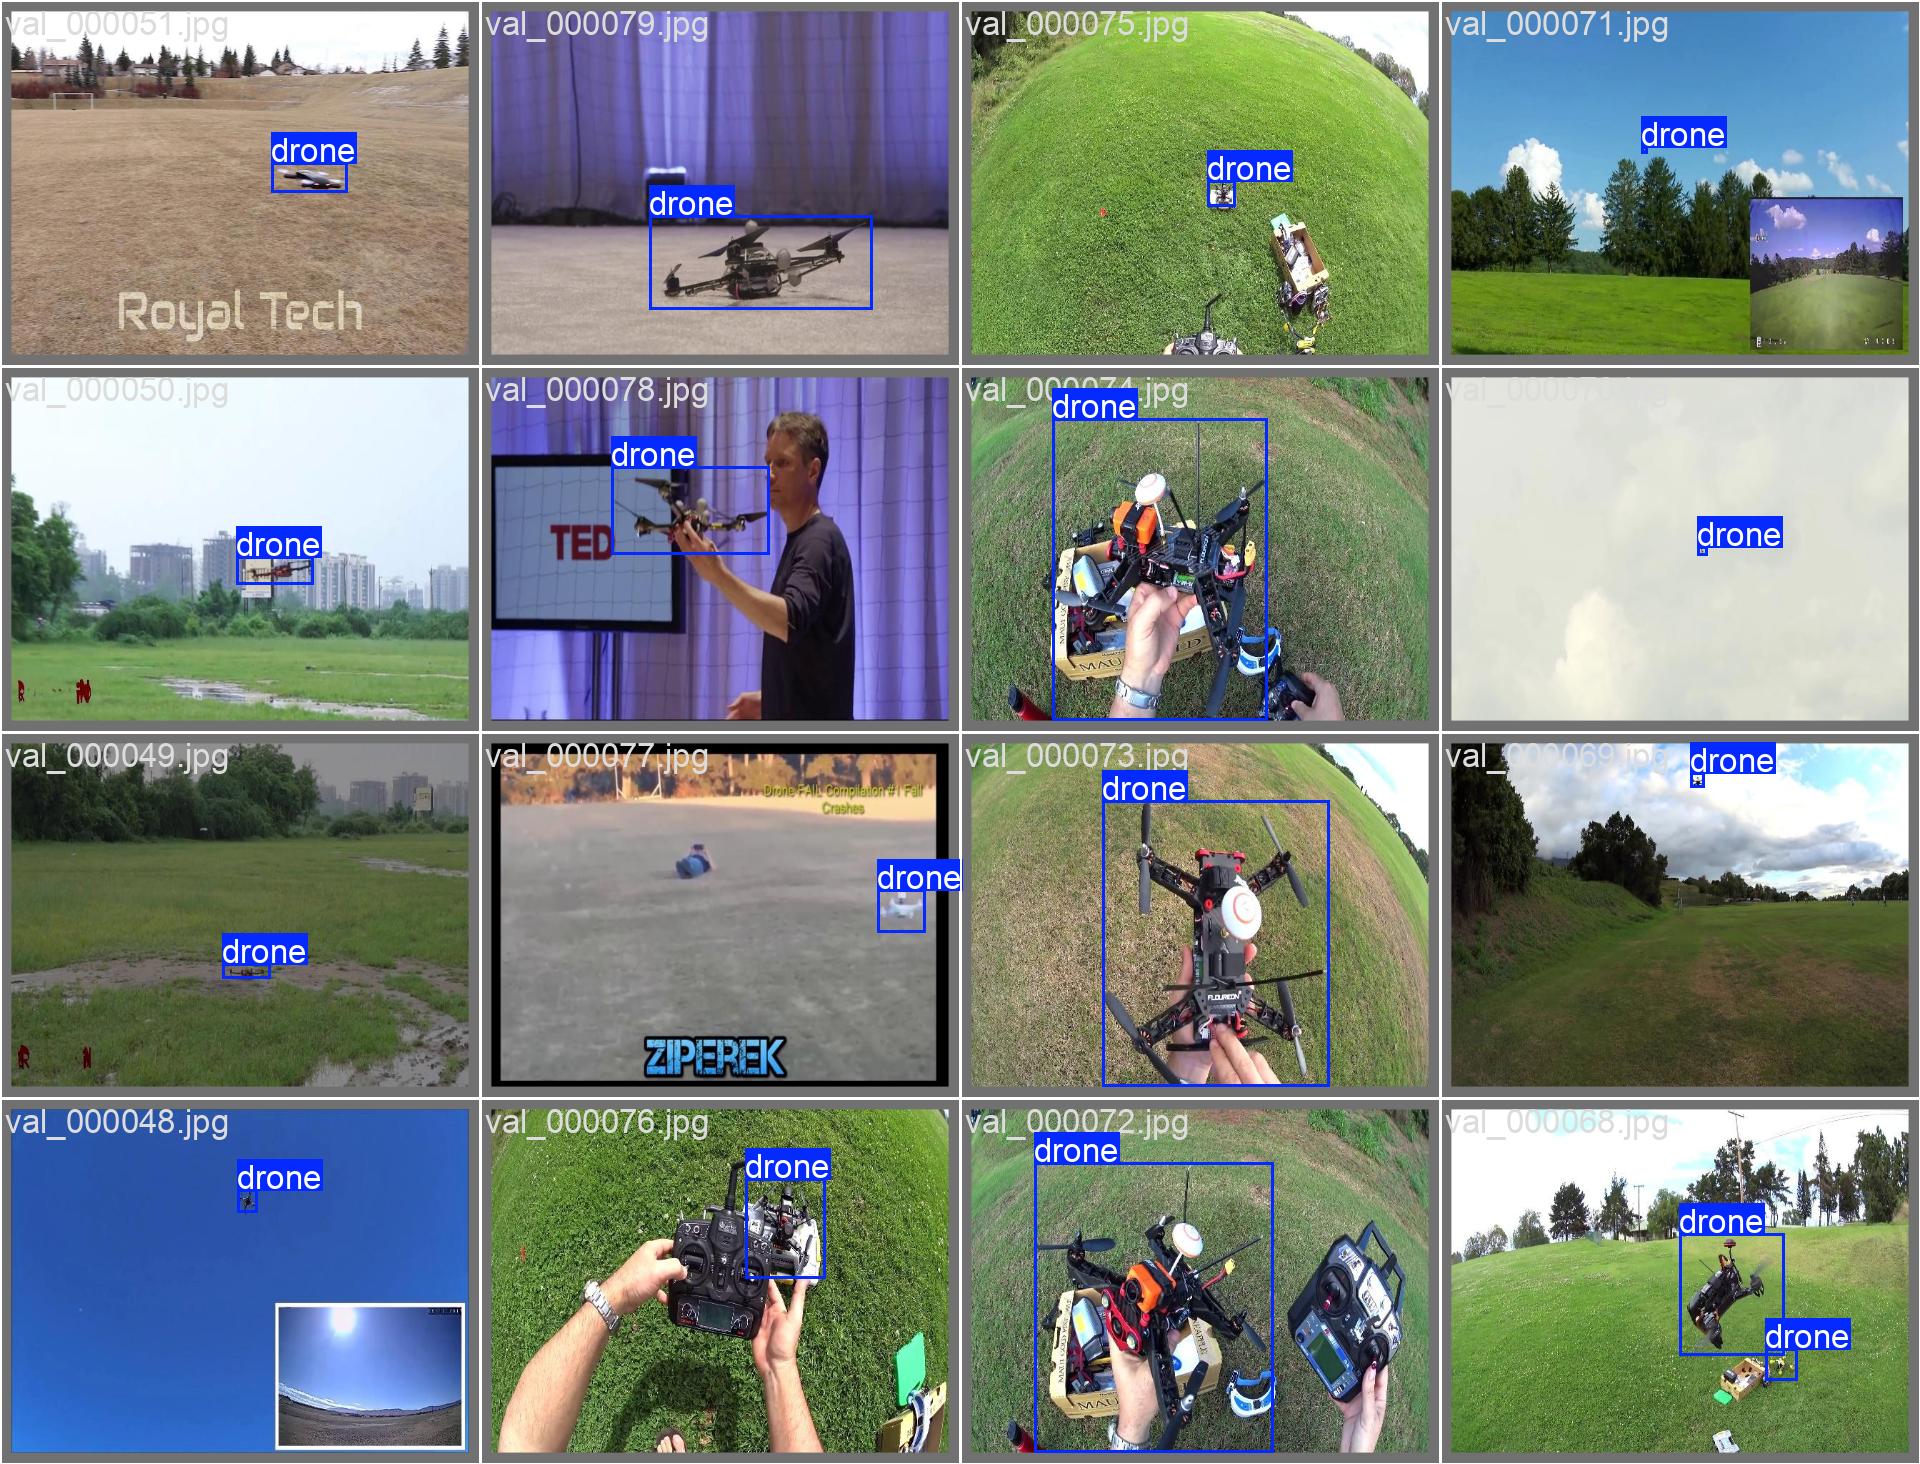 val_000051.jpg
drone
Royal Tech
val_000079.jpg
drone
val_000075.jpg
drone
val_000071.jpg
drone
val_000050.jpg
drone
val_000078.jpg
drone
TED
val_000074.jpg
drone
MAUI
drone
val_000049.jpg
drone
val_000077.jpg
Drone FAIL Compilation #1 Fail
Crashes
drone
ZIPEREK
val_000073.jpg
drone
FLOUREON
val_000069.jpg
drone
val_000048.jpg
drone
val_000076.jpg
drone
val_000072.jpg
drone
val_000068.jpg
drone
drone